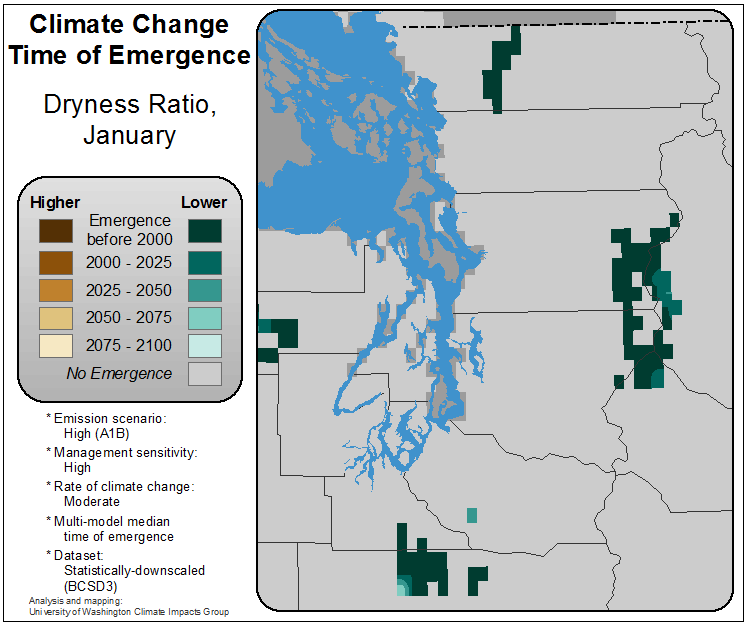 Climate Change
Time of Emergence
Dryness Ratio,
January
Higher Lower
Emergence
before 2000
2000 - 2025
2025 - 2050
2050 - 2075
2075 - 2100
No Emergence
* Emission scenario:
High (A1B)
* Management sensitivity:
High
* Rate of climate change:
Moderate
* Multi-model median
time of emergence
* Dataset:
Statistically-downscaled
(BCSD3)
Analysis and mapping:
University of Washington Climate Impacts Group